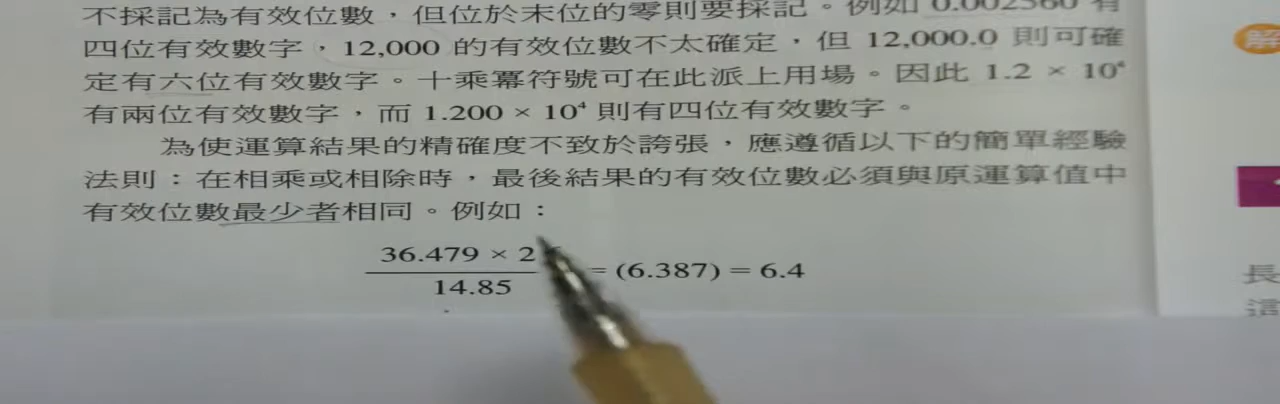 不採記為有效位數，但位於末位的零則要採記。例如 0.002560 有
四位有效數字，12,000 的有效位數不太確定，但 12,000.0 則可確
定有六位有效數字。十乘冪符號可在此派上用場。因此 1.2 × 10⁴
有兩位有效數字，而 1.200 × 10⁴ 則有四位有效數字。
為使運算結果的精確度不致於誇張，應遵循以下的簡單經驗
法則：在相乘或相除時，最後結果的有效位數必須與原運算值中
有效位數最少者相同。例如：
36.479 × 2
14.85
= (6.387) = 6.4
解
長
這